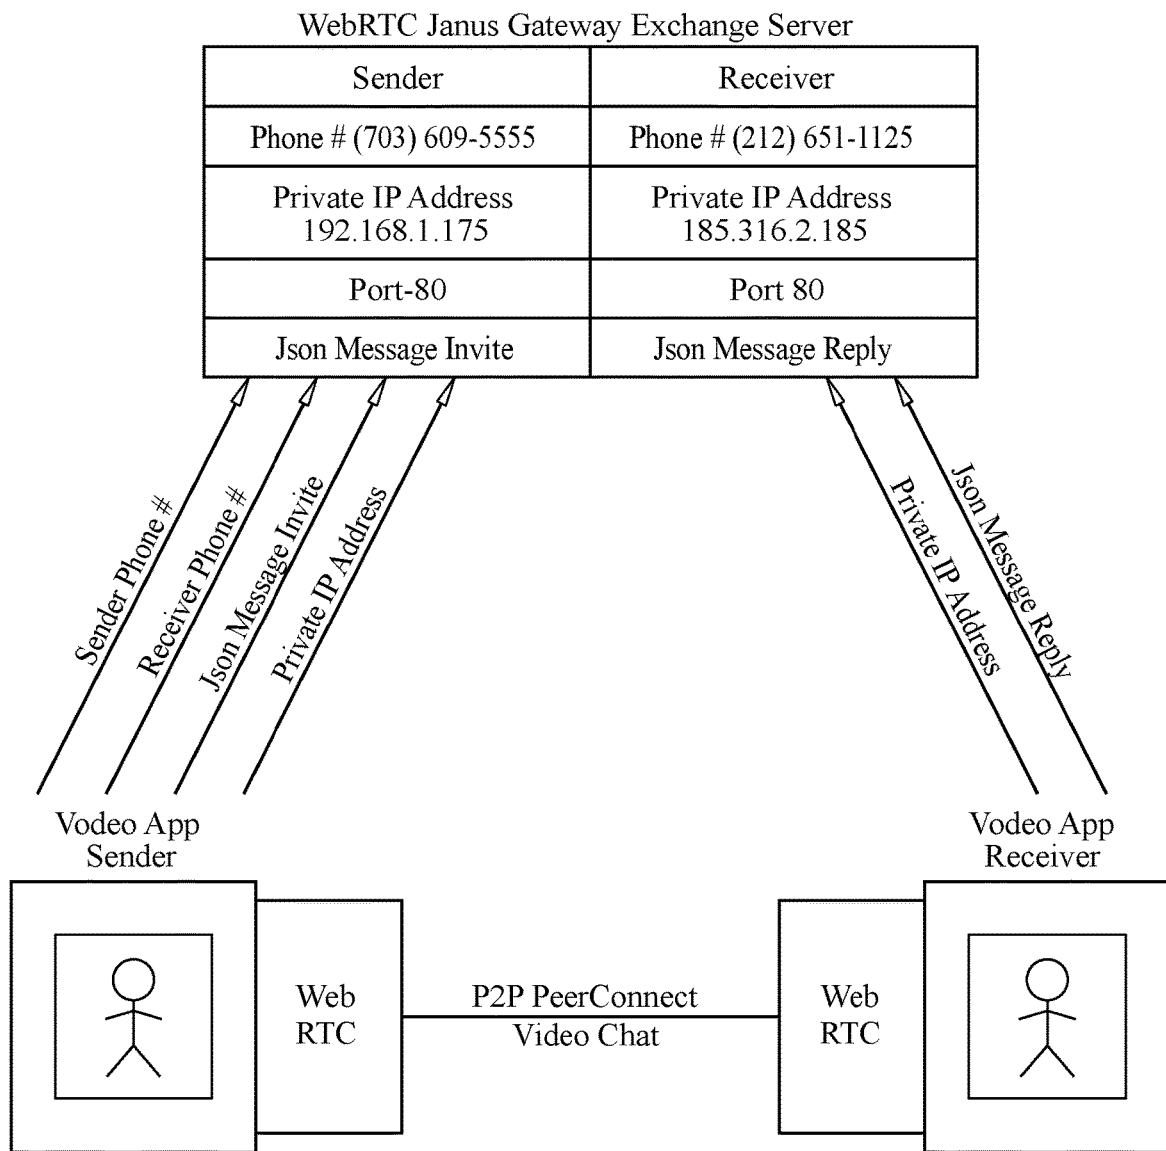 WebRTC Janus Gateway Exchange Server
Sender
Receiver
Phone # (703) 609-5555
Phone # (212) 651-1125
Private IP Address
192.168.1.175
Private IP Address
185.316.2.185
Port-80
Port 80
Json Message Invite
Json Message Reply
Sender Phone #
Receiver Phone #
Json Message Invite
Private IP Address
Private IP Address
Json Message Reply
Vodeo App
Sender
Vodeo App
Receiver
Web
RTC
P2P PeerConnect
Video Chat
Web
RTC